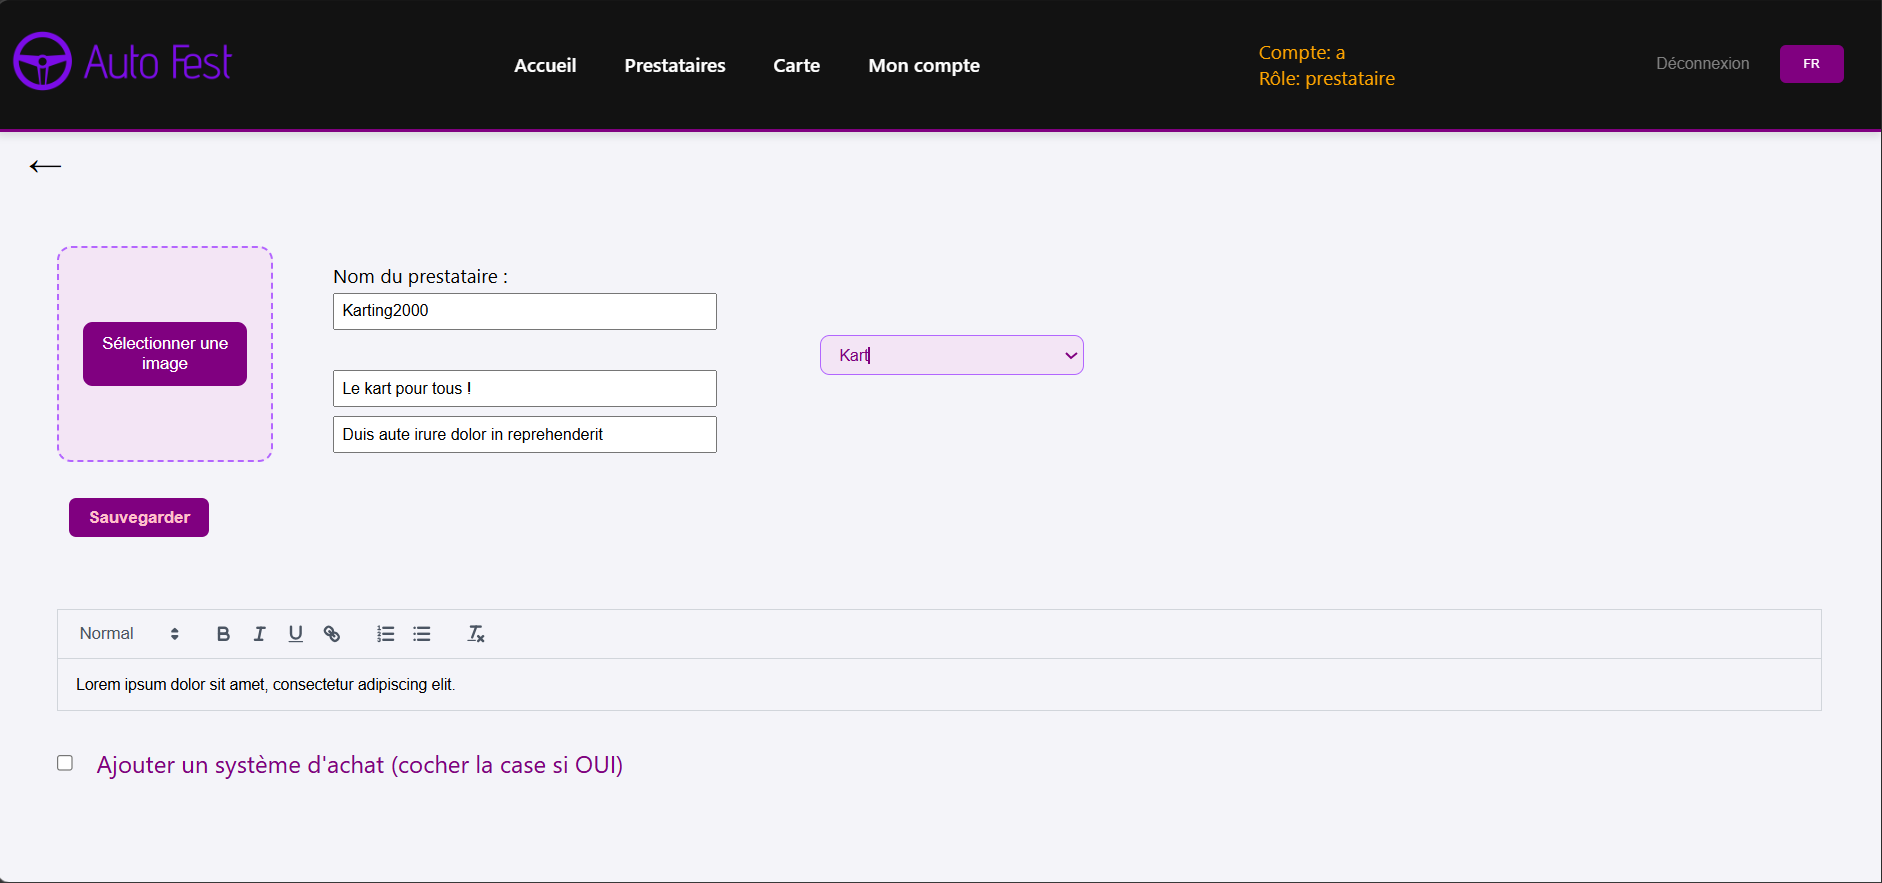 Auto Fest
Accueil
Prestataires
Carte
Mon compte
Compte: a
Rôle: prestataire
Déconnexion
FR
Sélectionner une
image
Nom du prestataire :
Karting2000
Le kart pour tous !
Duis aute irure dolor in reprehenderit
Kart
Sauvegarder
Normal
Lorem ipsum dolor sit amet, consectetur adipiscing elit.
Ajouter un système d'achat (cocher la case si OUI)